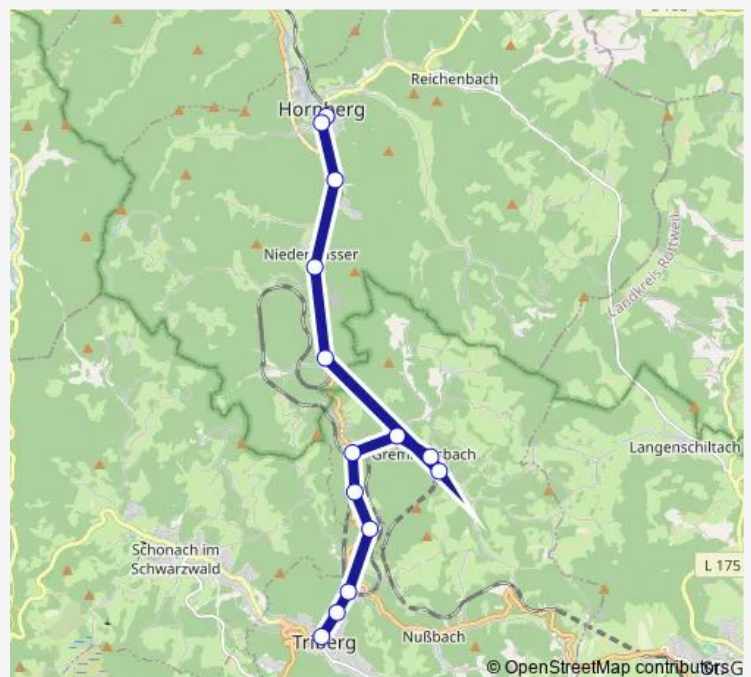 Reichenbach
Hornberg
Landkreis Rottweil
Langenschiltach
Schonach im
Schwarzwald
L 175
Nußbach
Triberg
© OpenStreetMap contributors